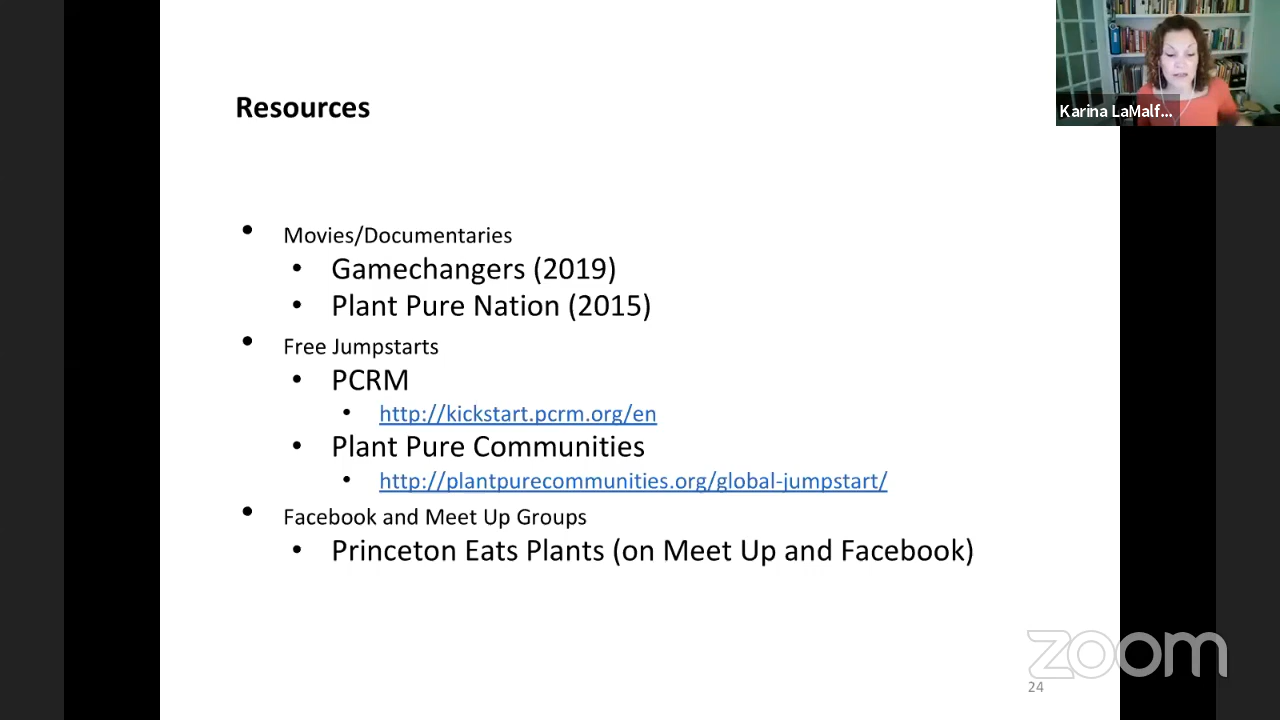 Resources
Karina LaMalf...
• Movies/Documentaries
• Gamechangers (2019)
• Plant Pure Nation (2015)
• Free Jumpstarts
• PCRM
• http://kickstart.pcrm.org/en
• Plant Pure Communities
• http://plantpurecommunities.org/global-jumpstart/
• Facebook and Meet Up Groups
• Princeton Eats Plants (on Meet Up and Facebook)
zoom
24